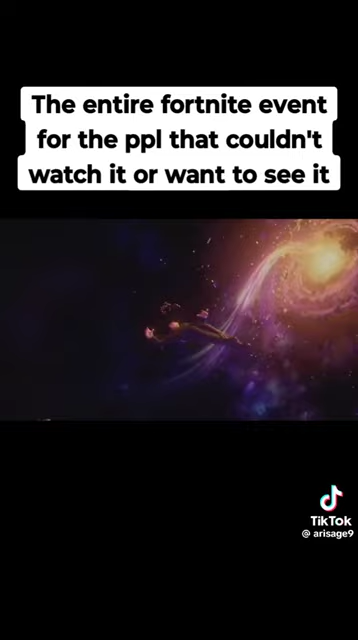 The entire fortnite event
for the ppl that couldn't
watch it or want to see it
TikTok
@ arisage9